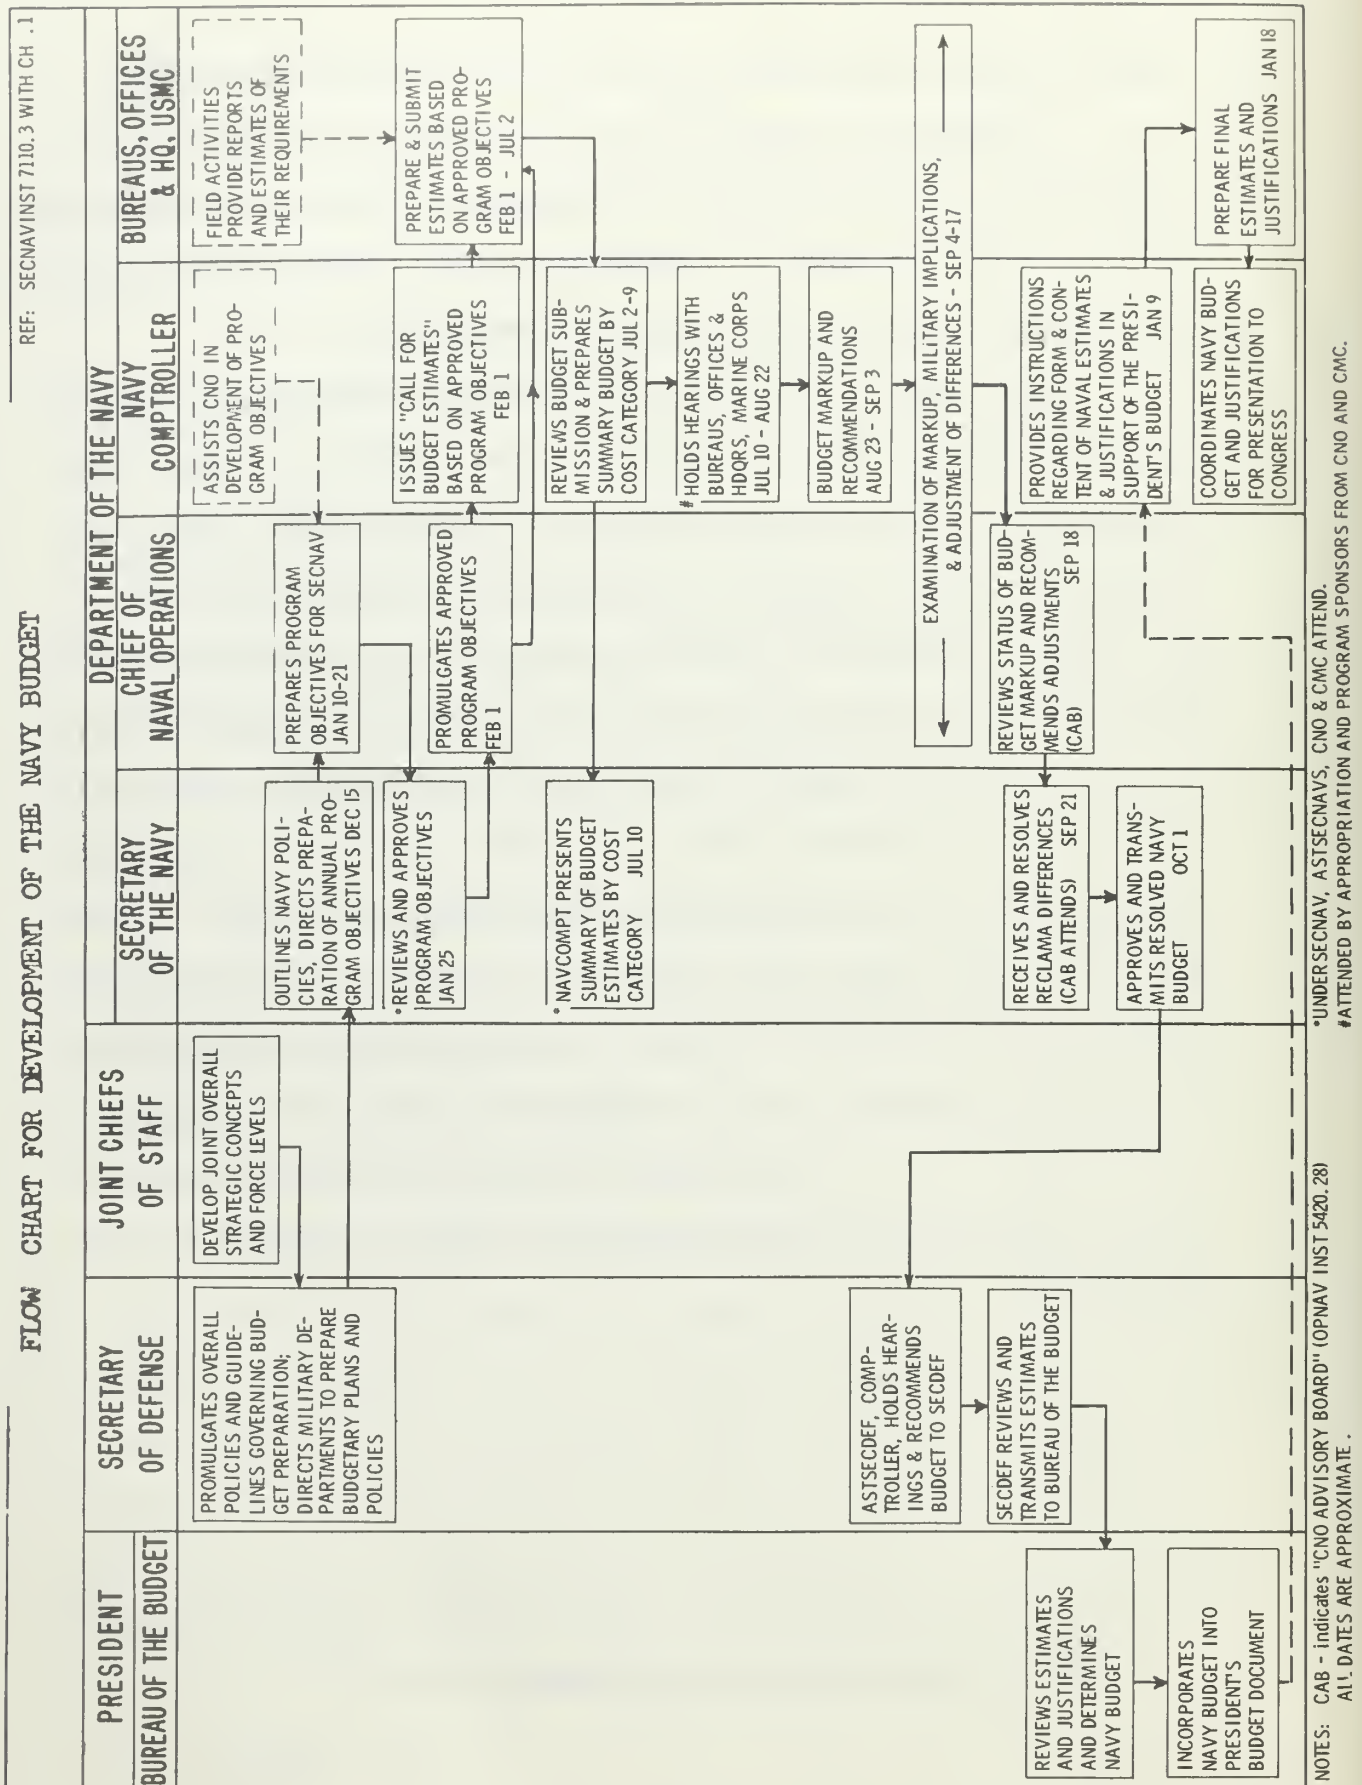 REF: SECNAVINST 7110.3 WITH CH .1
FLOW CHART FOR DEVELOPMENT OF THE NAVY BUDGET
PRESIDENT
BUREAU OF THE BUDGET
SECRETARY
OF DEFENSE
JOINT CHIEFS
OF STAFF
DEPARTMENT OF THE NAVY
SECRETARY
OF THE NAVY
CHIEF OF
NAVAL OPERATIONS
NAVY
COMPTROLLER
BUREAUS, OFFICES
& HQ, USMC
PROMULGATES OVERALL
POLICIES AND GUIDE-
LINES GOVERNING BUD-
GET PREPARATION;
DIRECTS MILITARY DE-
PARTMENTS TO PREPARE
BUDGETARY PLANS AND
POLICIES
DEVELOP JOINT OVERALL
STRATEGIC CONCEPTS
AND FORCE LEVELS
OUTLINES NAVY POLI-
CIES, DIRECTS PREPA-
RATION OF ANNUAL PRO-
GRAM OBJECTIVES DEC 15
PREPARES PROGRAM
OBJECTIVES FOR SECNAV
JAN 10-21
ASSISTS CNO IN
DEVELOPMENT OF PRO-
GRAM OBJECTIVES
FIELD ACTIVITIES
PROVIDE REPORTS
AND ESTIMATES OF
THEIR REQUIREMENTS
*REVIEWS AND APPROVES
PROGRAM OBJECTIVES
JAN 25
PROMULGATES APPROVED
PROGRAM OBJECTIVES
FEB 1
ISSUES "CALL FOR
BUDGET ESTIMATES"
BASED ON APPROVED
PROGRAM OBJECTIVES
FEB 1
PREPARE & SUBMIT
ESTIMATES BASED
ON APPROVED PRO-
GRAM OBJECTIVES
FEB 1 - JUL 2
* NAVCOMPT PRESENTS
SUMMARY OF BUDGET
ESTIMATES BY COST
CATEGORY JUL 10
REVIEWS BUDGET SUB-
MISSION & PREPARES
SUMMARY BUDGET BY
COST CATEGORY JUL 2-9
# HOLDS HEARINGS WITH
BUREAUS, OFFICES &
HDQRS, MARINE CORPS
JUL 10 - AUG 22
BUDGET MARKUP AND
RECOMMENDATIONS
AUG 23 - SEP 3
EXAMINATION OF MARKUP, MILITARY IMPLICATIONS,
& ADJUSTMENT OF DIFFERENCES - SEP 4-17
ASTSECDEF, COMP-
TROLLER, HOLDS HEAR-
INGS & RECOMMENDS
BUDGET TO SECDEF
SECDEF REVIEWS AND
TRANSMITS ESTIMATES
TO BUREAU OF THE BUDGET
RECEIVES AND RESOLVES
RECLAMA DIFFERENCES
(CAB ATTENDS) SEP 21
REVIEWS STATUS OF BUD-
GET MARKUP AND RECOM-
MENDS ADJUSTMENTS
(CAB) SEP 18
PROVIDES INSTRUCTIONS
REGARDING FORM & CON-
TENT OF NAVAL ESTIMATES
& JUSTIFICATIONS IN
SUPPORT OF THE PRESI-
DENT'S BUDGET JAN 9
REVIEWS ESTIMATES
AND JUSTIFICATIONS
AND DETERMINES
NAVY BUDGET
APPROVES AND TRANS-
MITS RESOLVED NAVY
BUDGET OCT 1
INCORPORATES
NAVY BUDGET INTO
PRESIDENT'S
BUDGET DOCUMENT
COORDINATES NAVY BUD-
GET AND JUSTIFICATIONS
FOR PRESENTATION TO
CONGRESS
PREPARE FINAL
ESTIMATES AND
JUSTIFICATIONS JAN 18
NOTES: CAB - indicates "CNO ADVISORY BOARD" (OPNAV INST 5420.28)
ALL DATES ARE APPROXIMATE.
*UNDERSECNAV, ASTSECNAVS, CNO & CMC ATTEND.
#ATTENDED BY APPROPRIATION AND PROGRAM SPONSORS FROM CNO AND CMC.